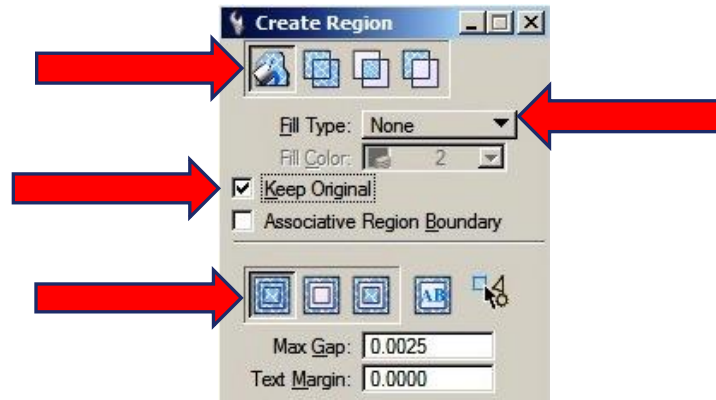 Create Region
Fill Type: None
Fill Color: 2
Keep Original
Associative Region Boundary
AB
Max Gap: 0.0025
Text Margin: 0.0000